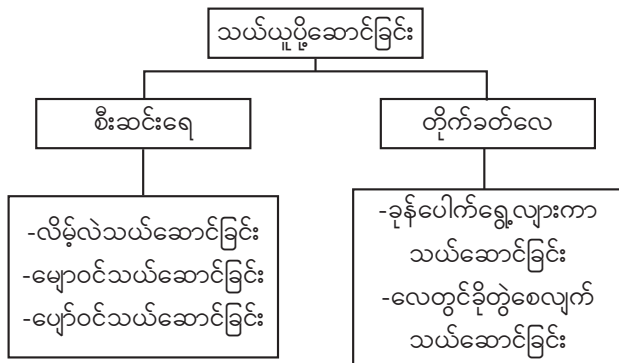 သယ်ယူပို့ဆောင်ခြင်း
စီးဆင်းရေ
တိုက်ခတ်လေ
-လိမ့်လဲသယ်ဆောင်ခြင်း
-မျောဝင်သယ်ဆောင်ခြင်း
-ပျော်ဝင်သယ်ဆောင်ခြင်း
-ခုန်ပေါက်ရွေ့လျားကာ
သယ်ဆောင်ခြင်း
-လေတွင်ခိုတွဲစေလျက်
သယ်ဆောင်ခြင်း